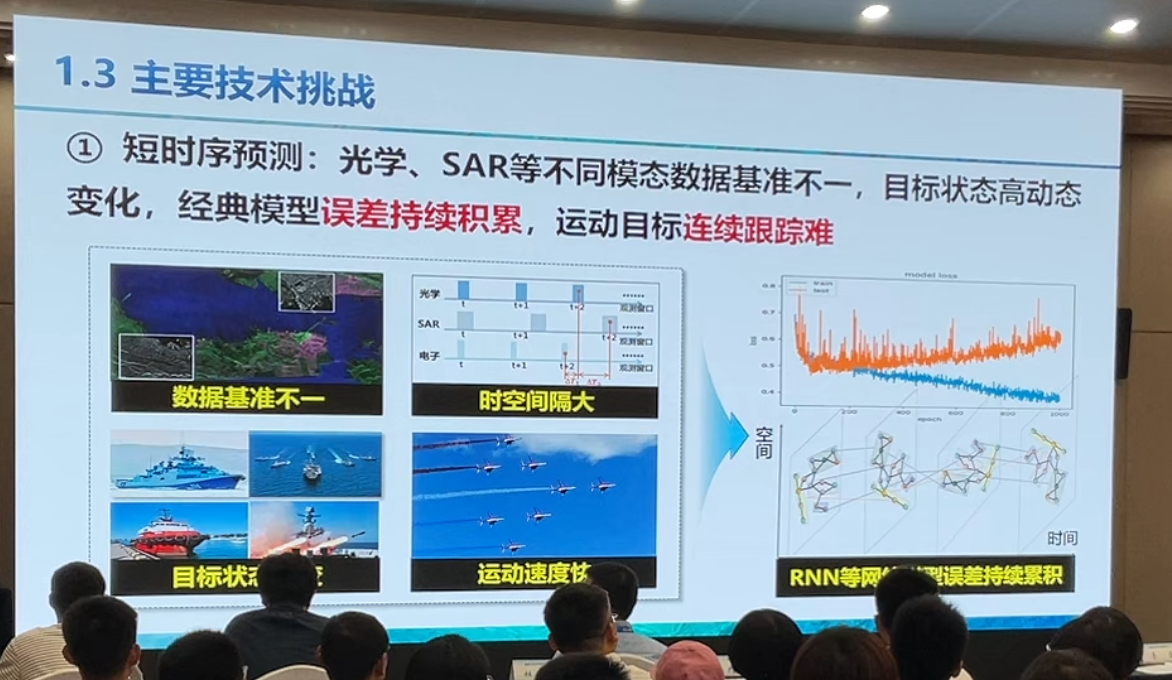 1.3 主要技术挑战
① 短时序预测：光学、SAR等不同模态数据基准不一，目标状态高动态
变化，经典模型误差持续积累，运动目标连续跟踪难
光学
t
t+1
t+2
......
观测窗口
SAR
t
t+1
t+2
......
观测窗口
电子
t
t+1
t+2
......
观测窗口
数据基准不一
时空间隔大
目标状态
运动速度快
model loss
train
test
loss
0.8
0.7
0.6
0.5
0.4
0
200
400
600
800
1000
epoch
空间
时间
RNN等网 型误差持续累积